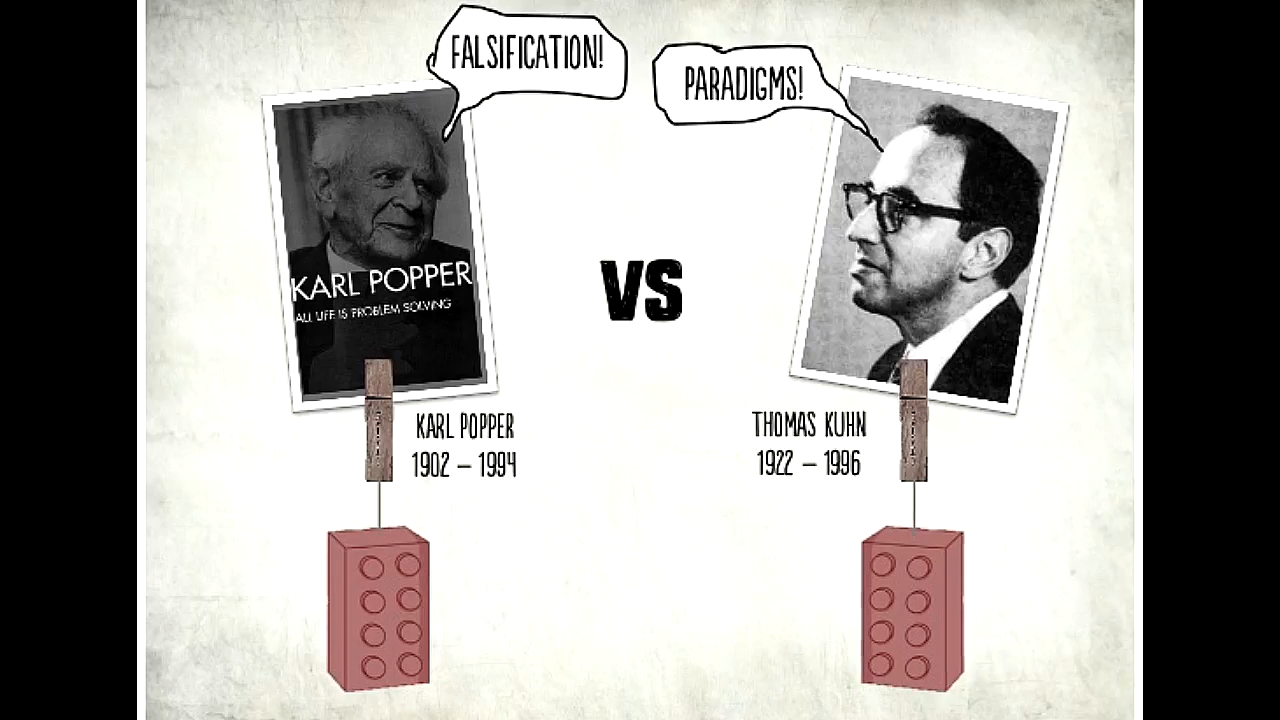 FALSIFICATION!
PARADIGMS!
KARL POPPER
ALL LIFE IS PROBLEM SOLVING
VS
KARL POPPER
1902 – 1994
THOMAS KUHN
1922 – 1996